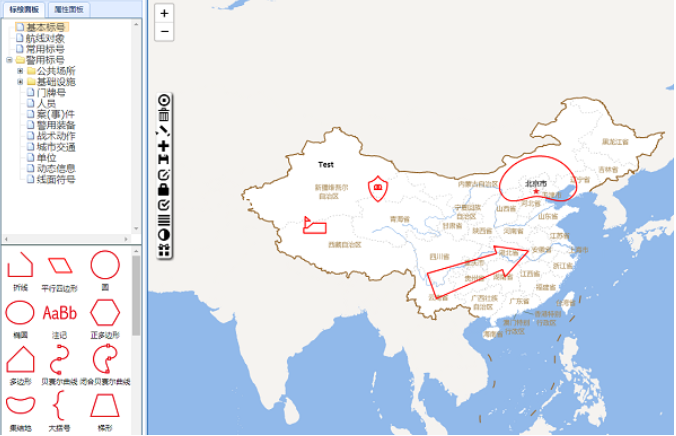 标绘面板 属性面板
基本标号
航线对象
常用标号
警用标号
公共场所
基础设施
门牌号
人员
案(事)件
警用装备
战术动作
城市交通
单位
动态信息
线面符号
折线 平行四边形 圆
AaBb
椭圆 注记 正多边形
多边形 贝赛尔曲线 闭合贝赛尔曲线
集结地 大括号 梯形
+
−
黑龙江省
吉林省
Test
新疆维吾尔
自治区
内蒙古自治区
北京市
辽宁省
河北省
宁夏回族
自治区
山西省
山东省
青海省
甘肃省
陕西省
河南省
江苏省
西藏自治区
四川省
湖北省
安徽省
上海市
重庆市
浙江省
贵州省
湖南省
江西省
福建省
云南省
广西壮族
自治区
广东省
台湾省
香港特别
行政区
澳门特别
行政区
海南省